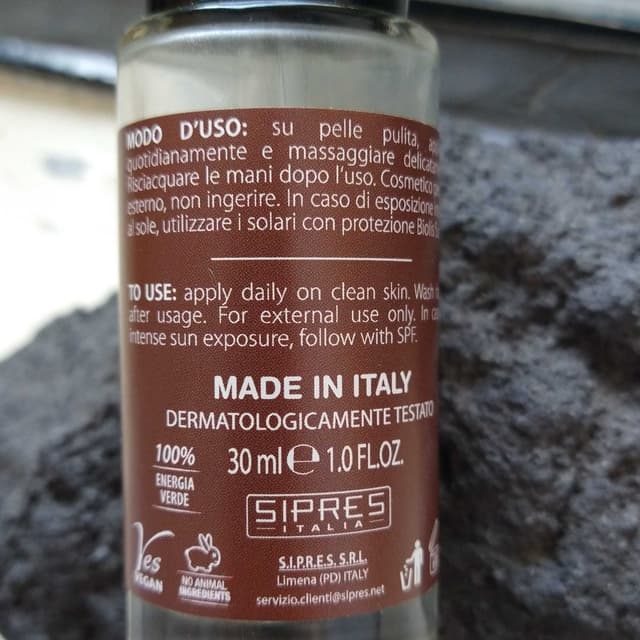 MODO D'USO: su pelle pulita,
quotidianamente e massaggiare
Risciacquare le mani dopo l'uso. Cosmetico
esterno, non ingerire. In caso di esposizione
al sole, utilizzare i solari con protezione Biolis
TO USE: apply daily on clean skin. Wash
after usage. For external use only. In
intense sun exposure, follow with SPF.
MADE IN ITALY
DERMATOLOGICAMENTE TESTATO
100%
ENERGIA
VERDE
30 ml e 1.0 FL.OZ.
SIPRES
ITALIA
Yes
VEGAN
NO ANIMAL
INGREDIENTS
S.I.P.R.E.S. S.R.L.
Limena (PD) ITALY
servizio.clienti@sipres.net